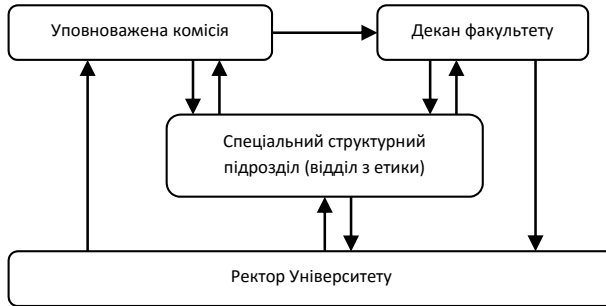 Уповноважена комісія
Декан факультету
Спеціальний структурний
підрозділ (відділ з етики)
Ректор Університету